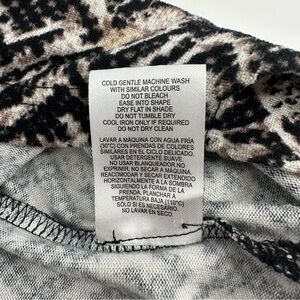 COLD GENTLE MACHINE WASH
WITH SIMILAR COLOURS
DO NOT BLEACH
EASE INTO SHAPE
DRY FLAT IN SHADE
DO NOT TUMBLE DRY
COOL IRON ONLY IF REQUIRED
DO NOT DRY CLEAN
LAVAR A MÁQUINA CON AGUA FRÍA
(30°C) CON PRENDAS DE COLORES
SIMILARES EN EL CICLO DELICADO.
USAR DETERGENTE SUAVE.
NO USAR BLANQUEADOR. NO
EXPRIMIR. NO SECAR A MÁQUINA.
REACOMODAR Y SECAR EXTENDIDO
HORIZONTALMENTE A LA SOMBRA
SIGUIENDO LA FORMA DE LA
PRENDA. PLANCHAR A
TEMPERATURA BAJA (110°C)
SÓLO SI ES NECESARIO.
NO LAVAR EN SECO